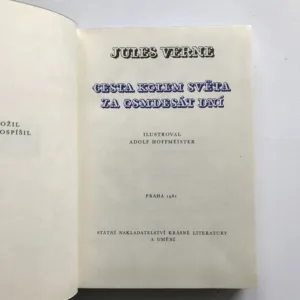 OŽIL
OSPÍŠIL
JULES VERNE
CESTA KOLEM SVĚTA
ZA OSMDESÁT DNÍ
ILUSTROVAL
ADOLF HOFFMEISTER
PRAHA 1961
STÁTNÍ NAKLADATELSTVÍ KRÁSNÉ LITERATURY
A UMĚNÍ